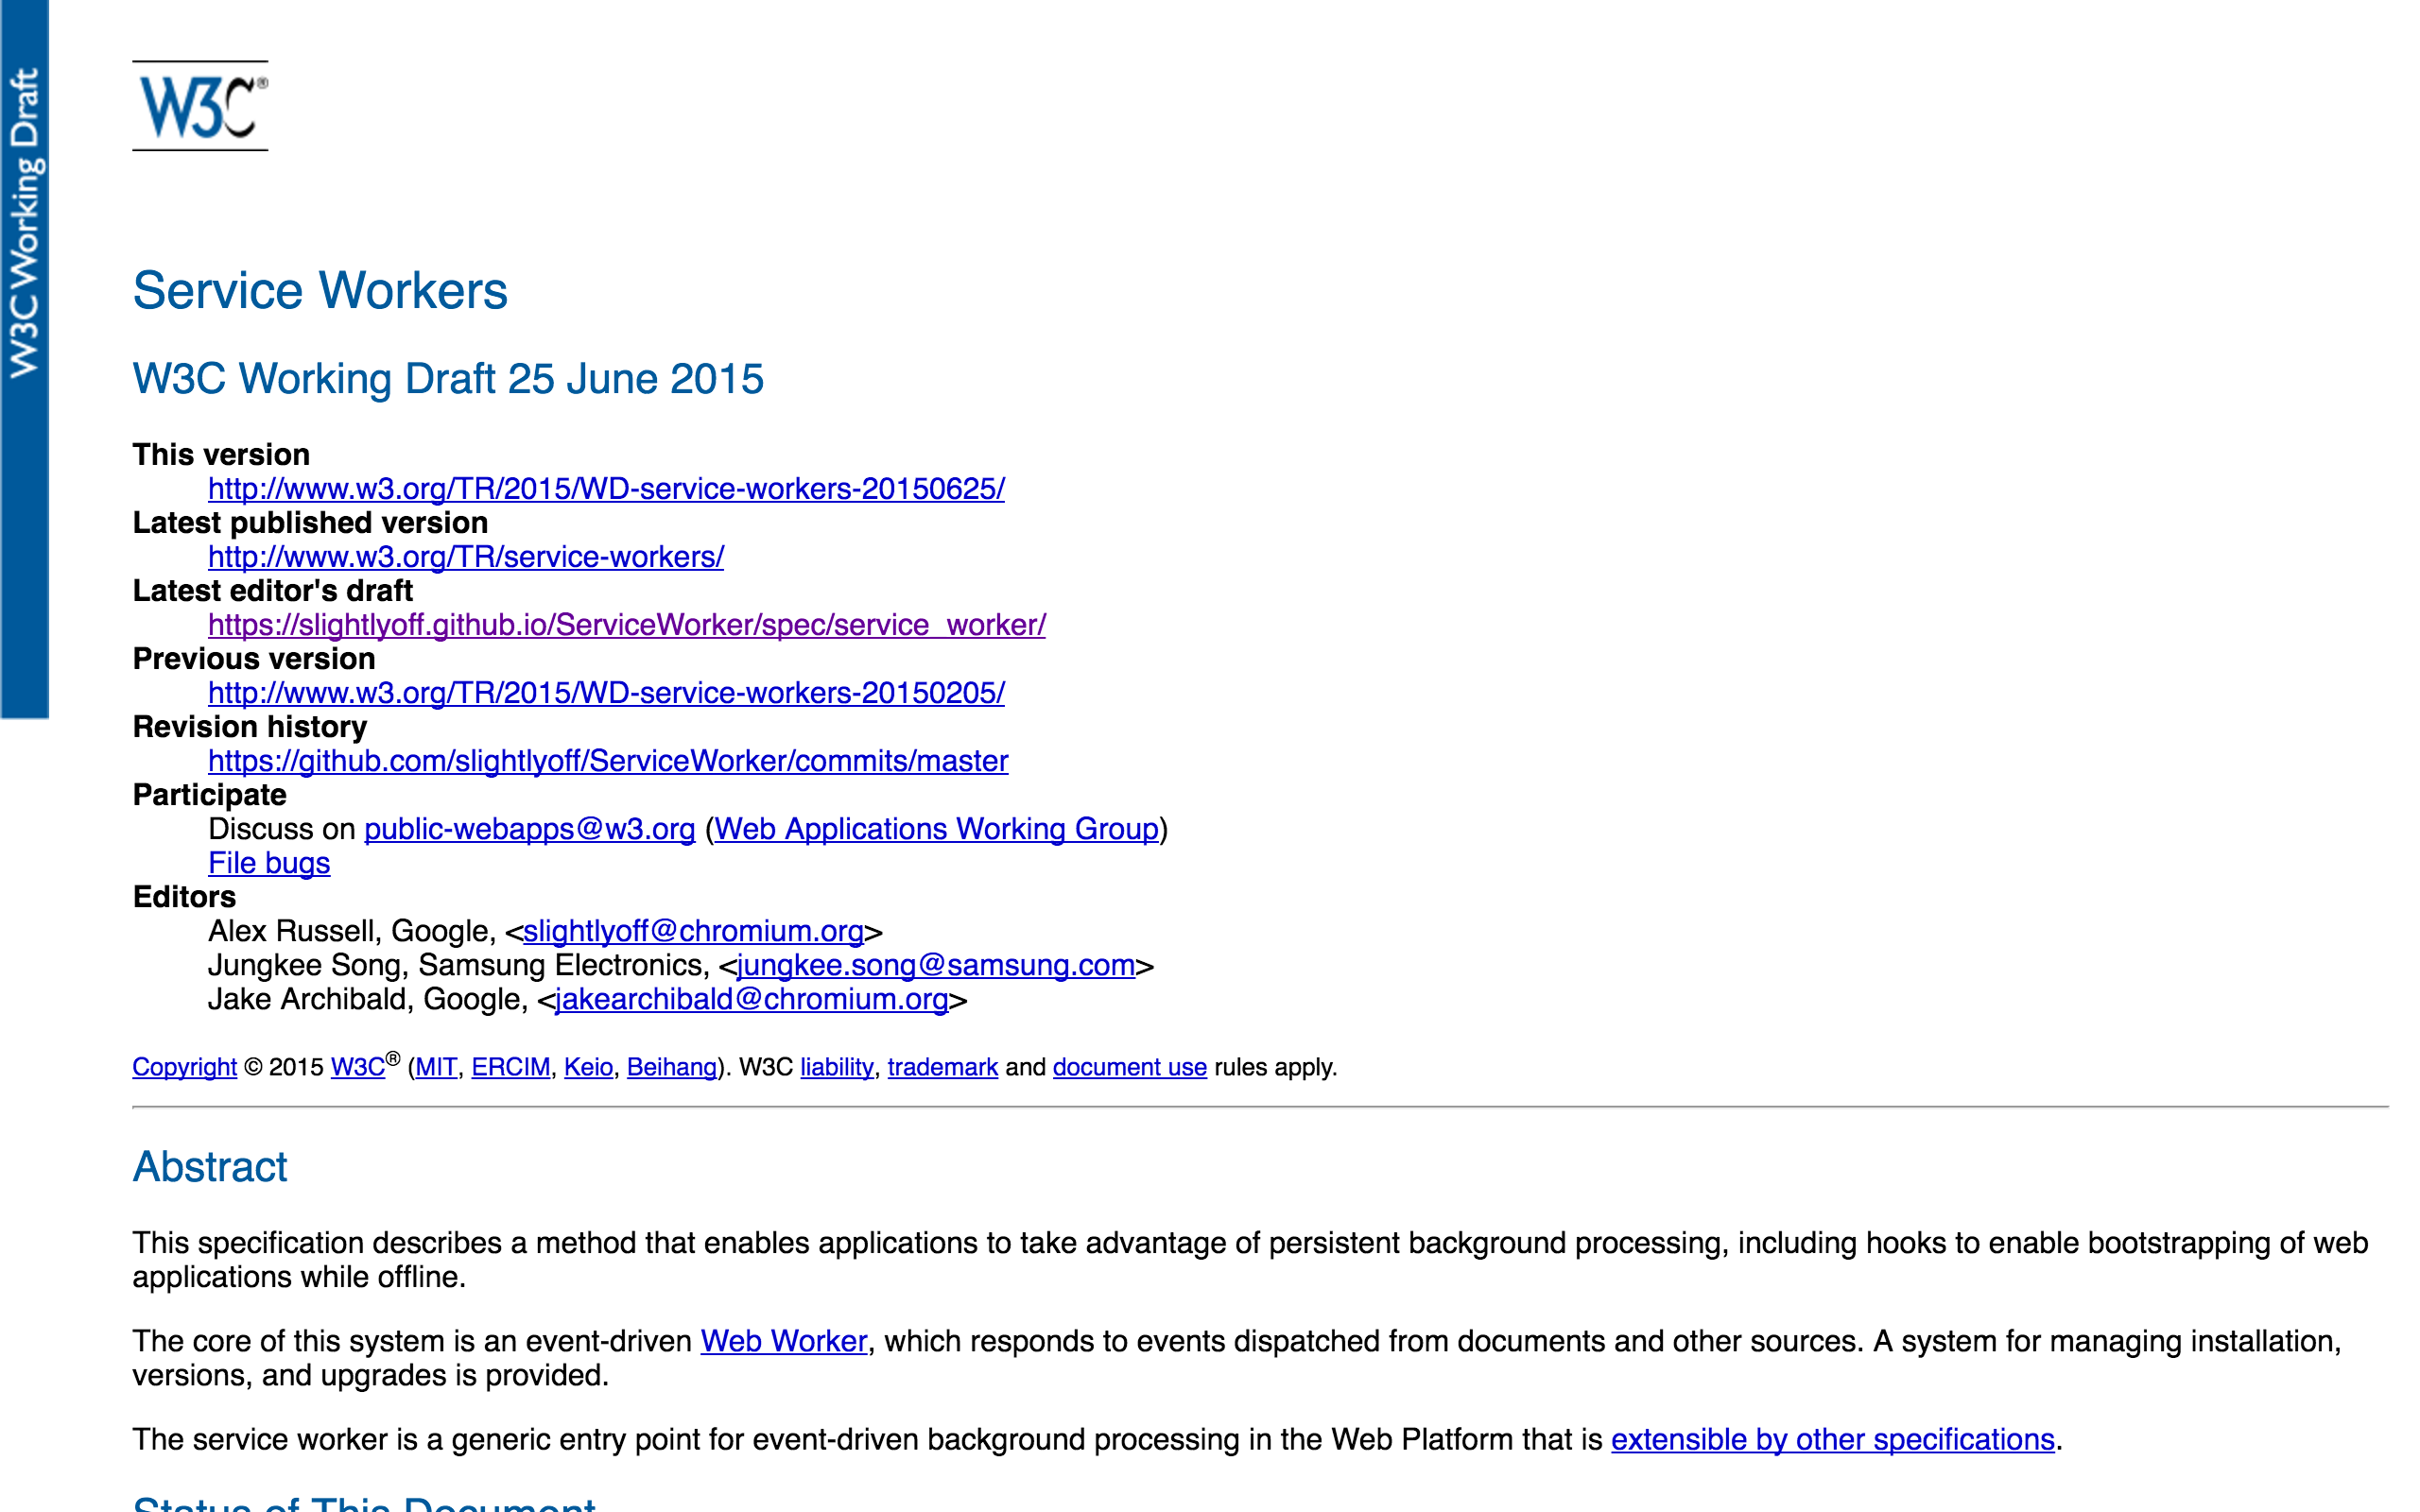 W3C Working Draft
W3C®
Service Workers
W3C Working Draft 25 June 2015
This version
http://www.w3.org/TR/2015/WD-service-workers-20150625/
Latest published version
http://www.w3.org/TR/service-workers/
Latest editor's draft
https://slightlyoff.github.io/ServiceWorker/spec/service_worker/
Previous version
http://www.w3.org/TR/2015/WD-service-workers-20150205/
Revision history
https://github.com/slightlyoff/ServiceWorker/commits/master
Participate
Discuss on public-webapps@w3.org (Web Applications Working Group)
File bugs
Editors
Alex Russell, Google, <slightlyoff@chromium.org>
Jungkee Song, Samsung Electronics, <jungkee.song@samsung.com>
Jake Archibald, Google, <jakearchibald@chromium.org>
Copyright © 2015 W3C® (MIT, ERCIM, Keio, Beihang). W3C liability, trademark and document use rules apply.
Abstract
This specification describes a method that enables applications to take advantage of persistent background processing, including hooks to enable bootstrapping of web
applications while offline.
The core of this system is an event-driven Web Worker, which responds to events dispatched from documents and other sources. A system for managing installation,
versions, and upgrades is provided.
The service worker is a generic entry point for event-driven background processing in the Web Platform that is extensible by other specifications.
Status of This Document